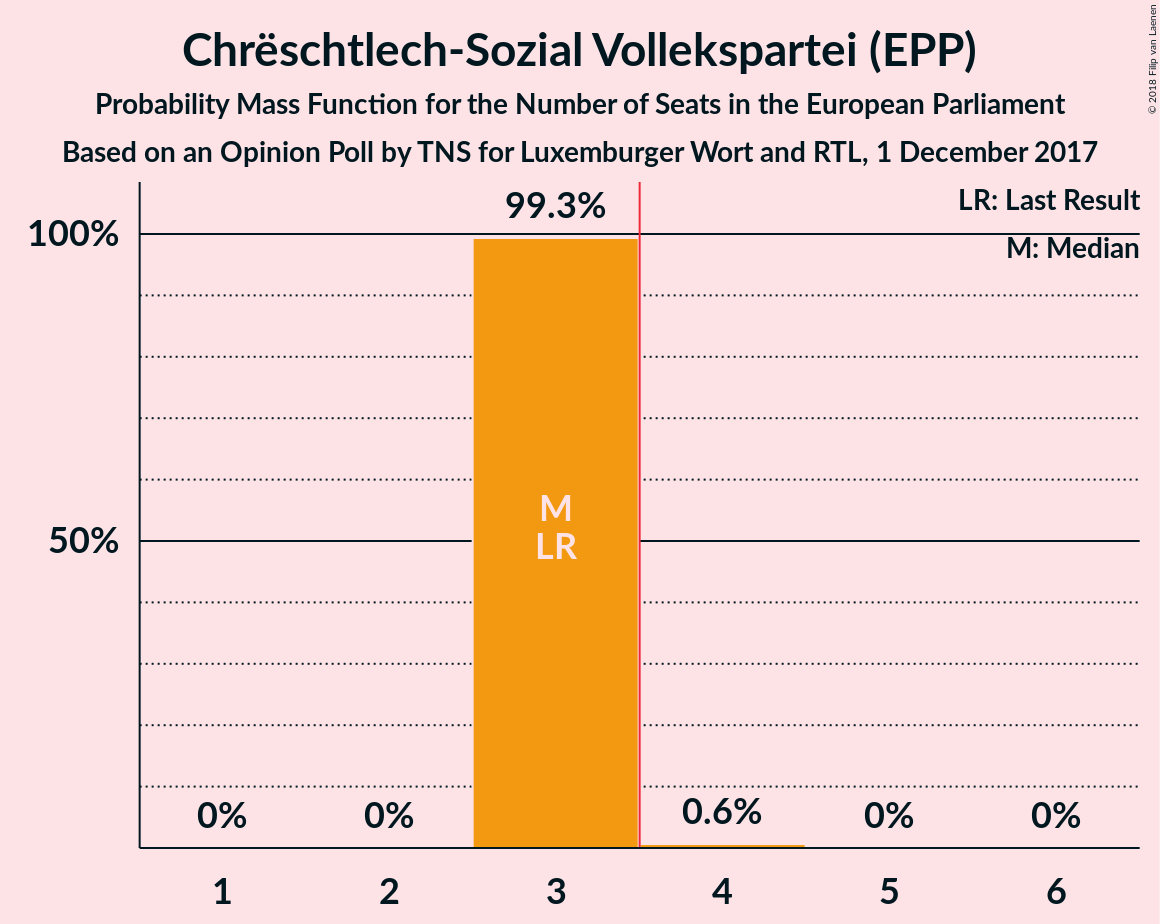 Chrëschtlech-Sozial Vollekspartei (EPP)
Probability Mass Function for the Number of Seats in the European Parliament
Based on an Opinion Poll by TNS for Luxemburger Wort and RTL, 1 December 2017
© 2018 Filip van Laenen
LR: Last Result
M: Median
99.3%
100%
M
LR
50%
0%
0%
0.6%
0%
0%
1
2
3
4
5
6